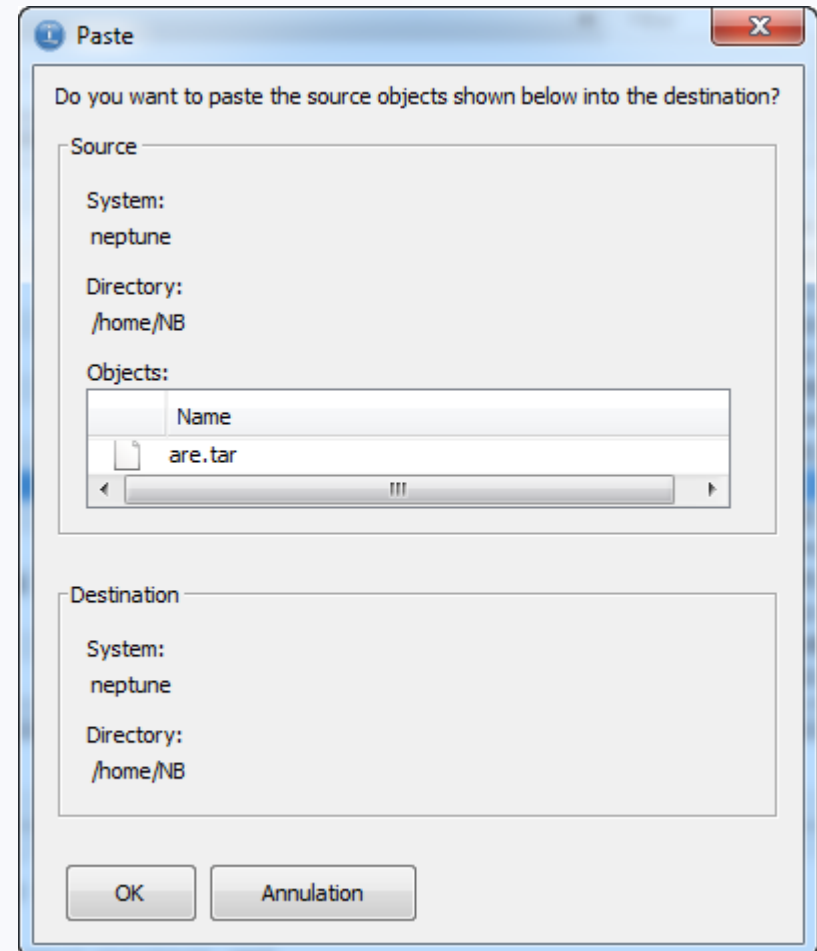 Paste
Do you want to paste the source objects shown below into the destination?
Source
System:
neptune
Directory:
/home/NB
Objects:
Name
are.tar
Destination
System:
neptune
Directory:
/home/NB
OK Annulation